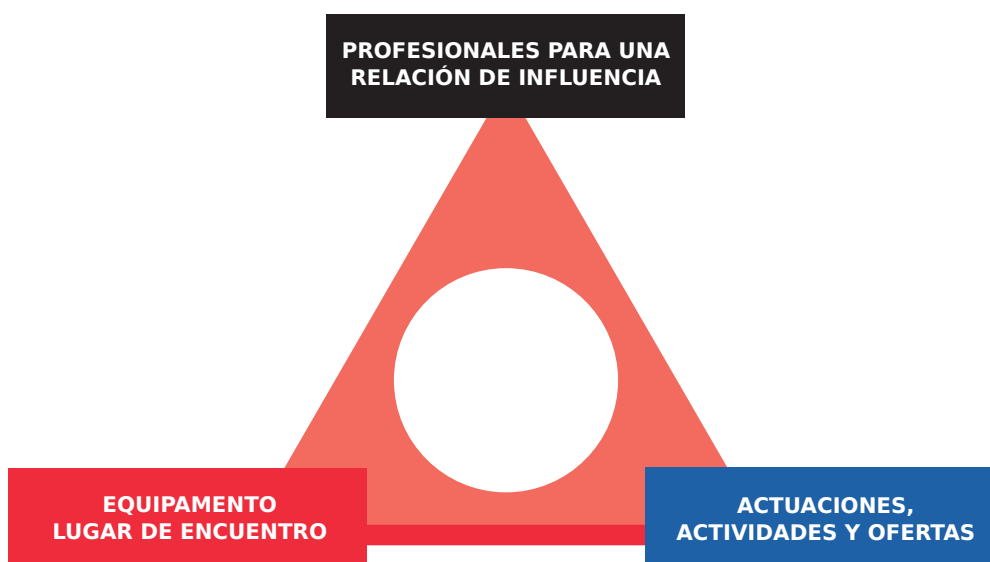 PROFESIONALES PARA UNA
RELACIÓN DE INFLUENCIA
EQUIPAMENTO
LUGAR DE ENCUENTRO
ACTUACIONES,
ACTIVIDADES Y OFERTAS